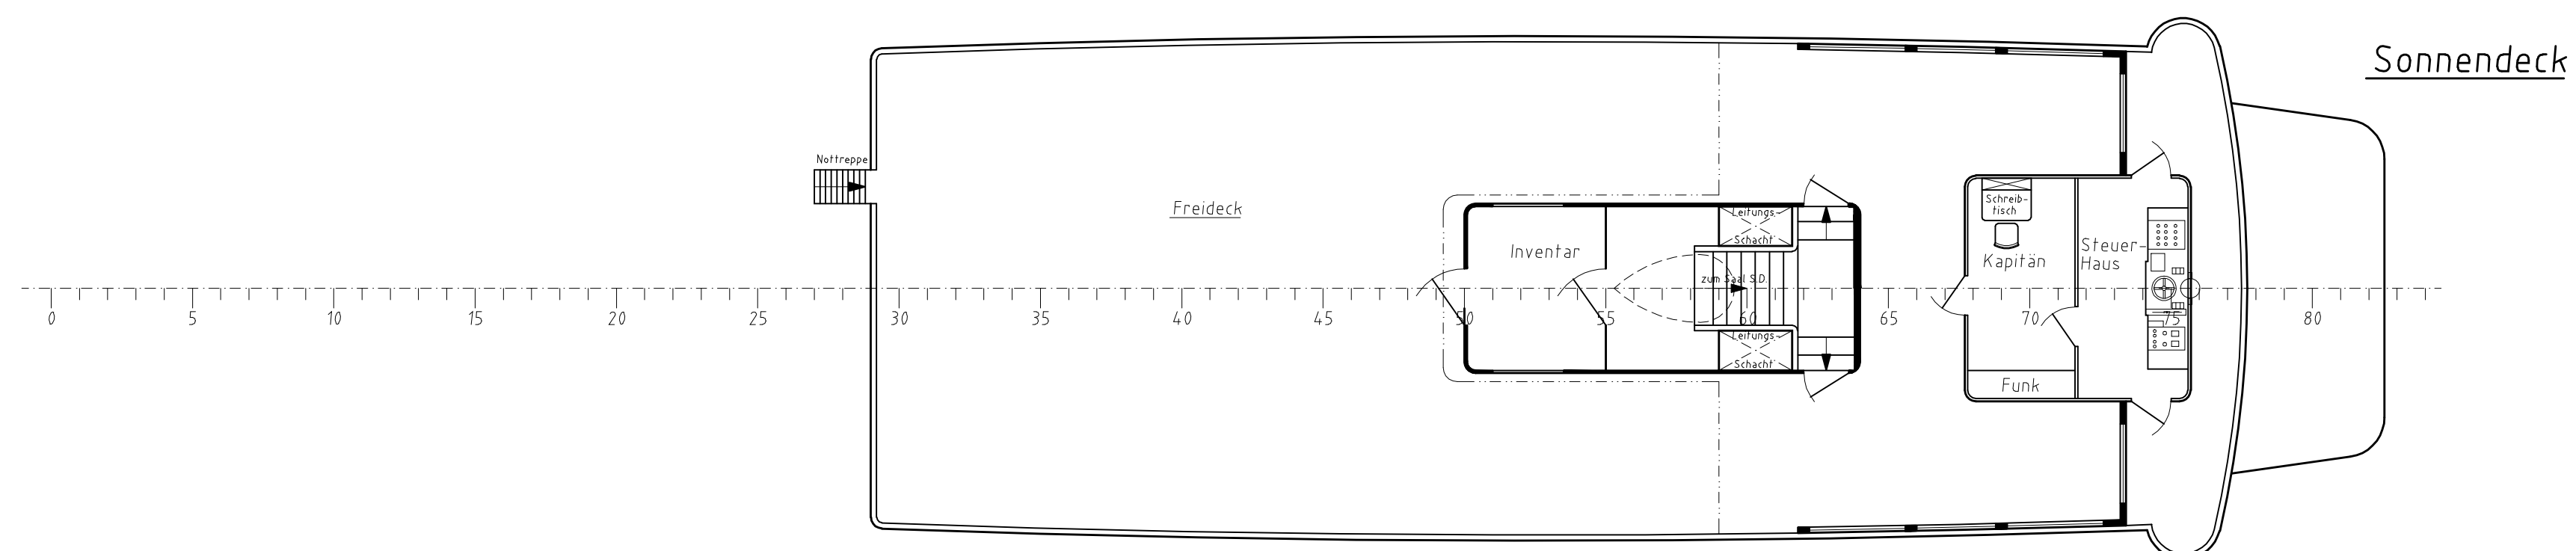 Sonnendeck
Nottreppe
Freideck
Inventar
Leitungs-
Schacht
zum Saal S.D.
Leitungs-
Schacht
Schreib-
tisch
Kapitän
Steuer-
Haus
Funk
0 5 10 15 20 25 30 35 40 45 50 55 60 65 70 75 80